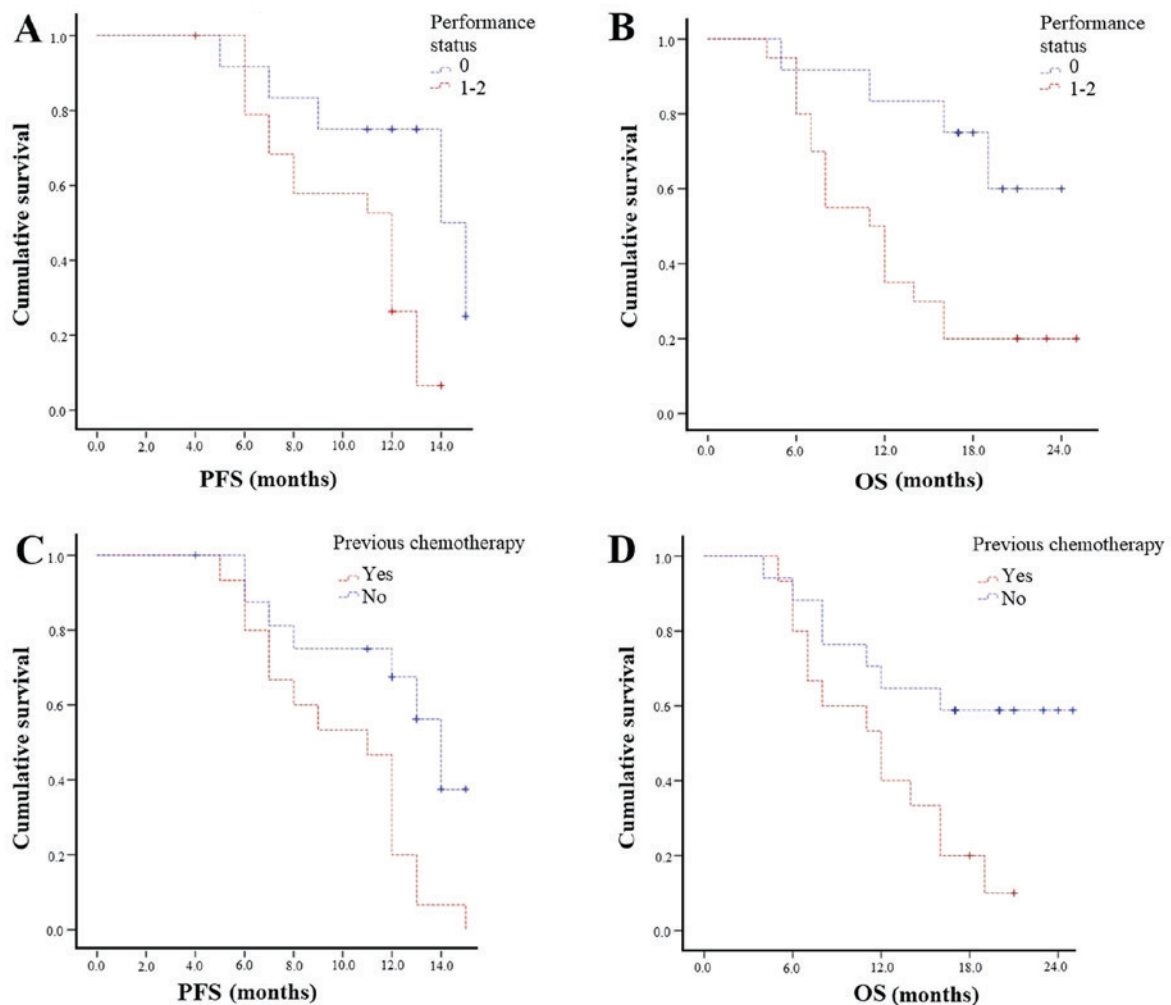 A
Performance
status
0
1-2
Cumulative survival
1.0
0.8
0.6
0.4
0.2
0.0
0.0 2.0 4.0 6.0 8.0 10.0 12.0 14.0
PFS (months)
B
Performance
status
0
1-2
Cumulative survival
1.0
0.8
0.6
0.4
0.2
0.0
0.0 6.0 12.0 18.0 24.0
OS (months)
C
Previous chemotherapy
Yes
No
Cumulative survival
1.0
0.8
0.6
0.4
0.2
0.0
0.0 2.0 4.0 6.0 8.0 10.0 12.0 14.0
PFS (months)
D
Previous chemotherapy
Yes
No
Cumulative survival
1.0
0.8
0.6
0.4
0.2
0.0
0.0 6.0 12.0 18.0 24.0
OS (months)